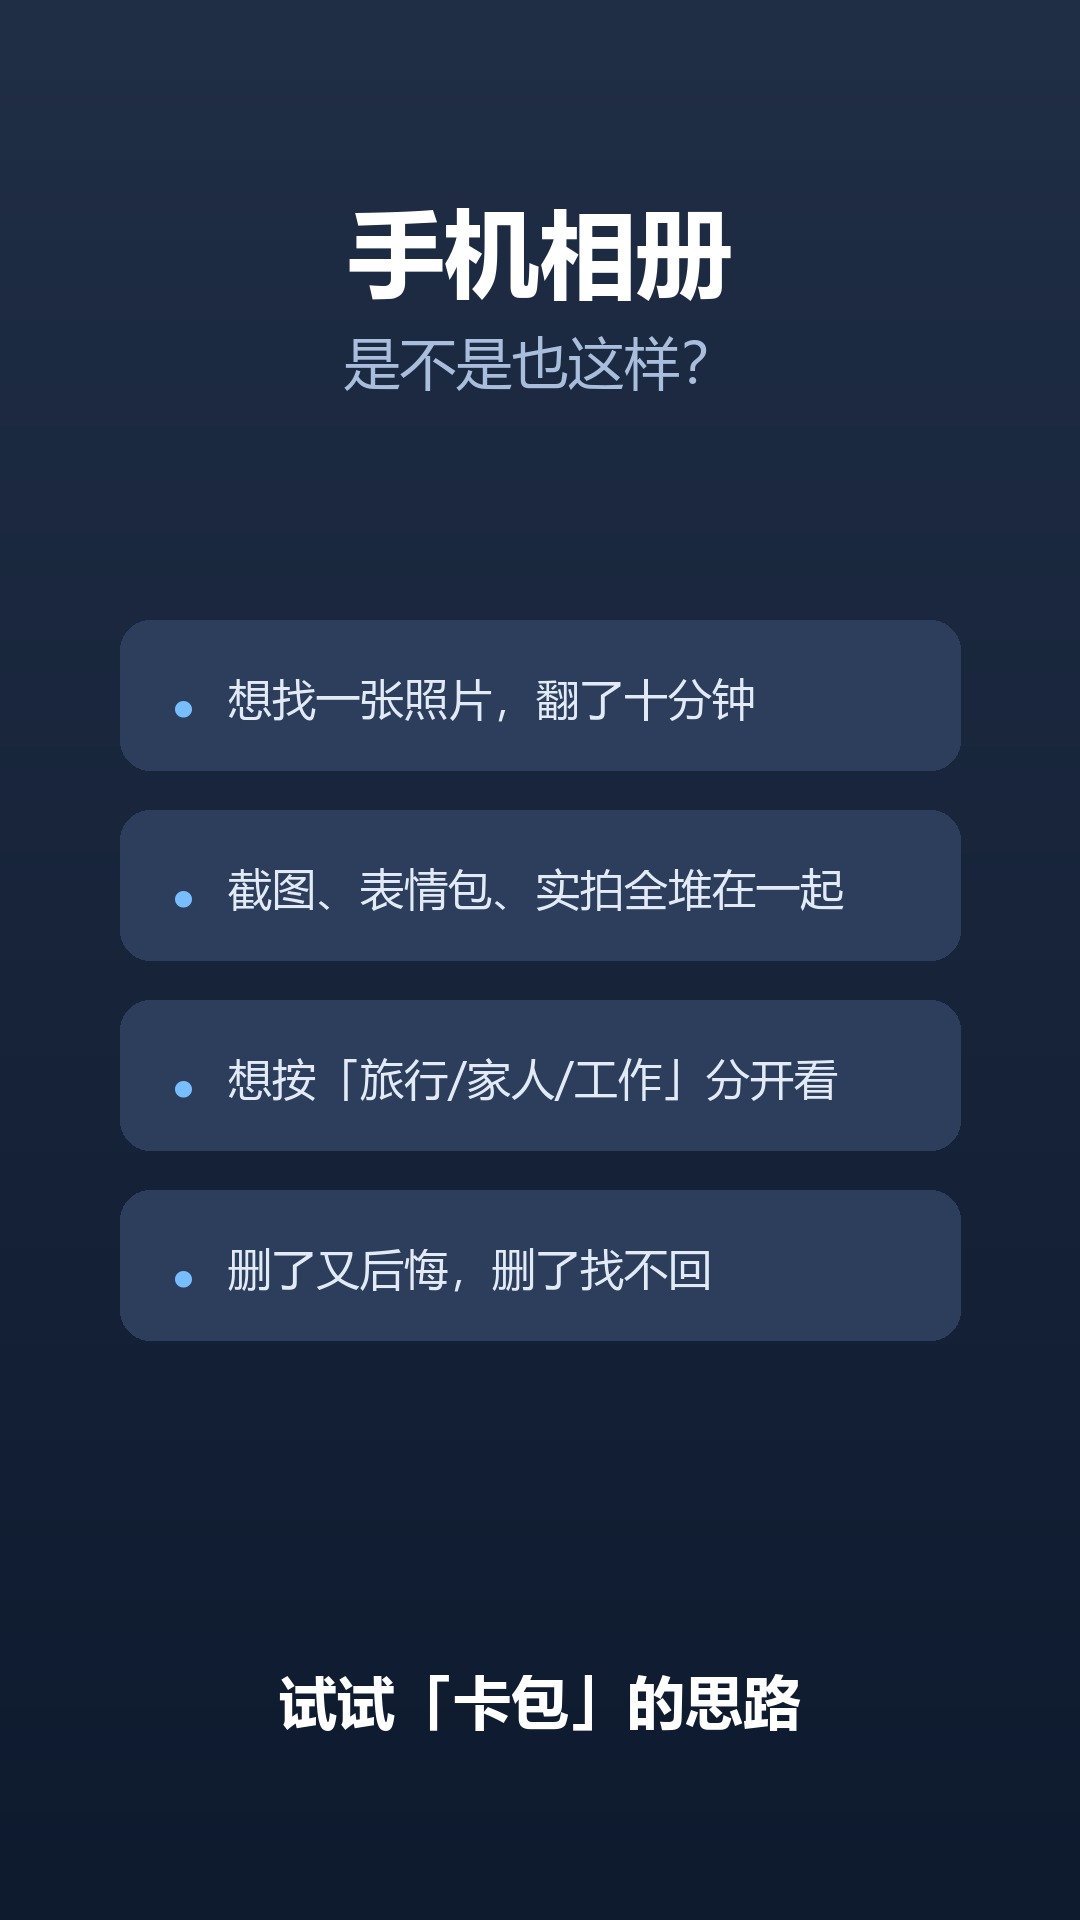 手机相册
是不是也这样？
想找一张照片，翻了十分钟
截图、表情包、实拍全堆在一起
想按「旅行/家人/工作」分开看
删了又后悔，删了找不回
试试「卡包」的思路